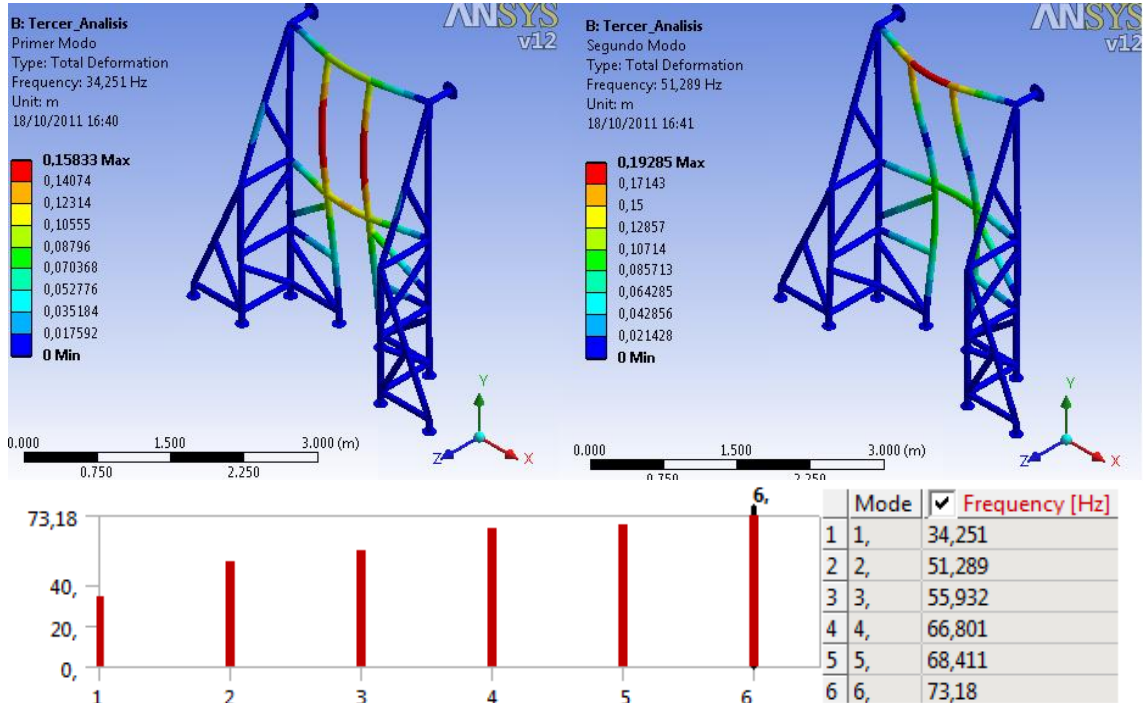 B: Tercer_Analisis
Primer Modo
Type: Total Deformation
Frequency: 34,251 Hz
Unit: m
18/10/2011 16:40
0,15833 Max
0,14074
0,12314
0,10555
0,08796
0,070368
0,052776
0,035184
0,017592
0 Min
ANSYS
v12
Y
Z
X
0.000 1.500 3.000 (m)
0.750 2.250
B: Tercer_Analisis
Segundo Modo
Type: Total Deformation
Frequency: 51,289 Hz
Unit: m
18/10/2011 16:41
0,19285 Max
0,17143
0,15
0,12857
0,10714
0,085713
0,064285
0,042856
0,021428
0 Min
ANSYS
v12
Y
Z
X
0.000 1.500 3.000 (m)
0.750 2.250
6,
73,18
40,
20,
0,
1 2 3 4 5 6
Mode Frequency [Hz]
1 1, 34,251
2 2, 51,289
3 3, 55,932
4 4, 66,801
5 5, 68,411
6 6, 73,18